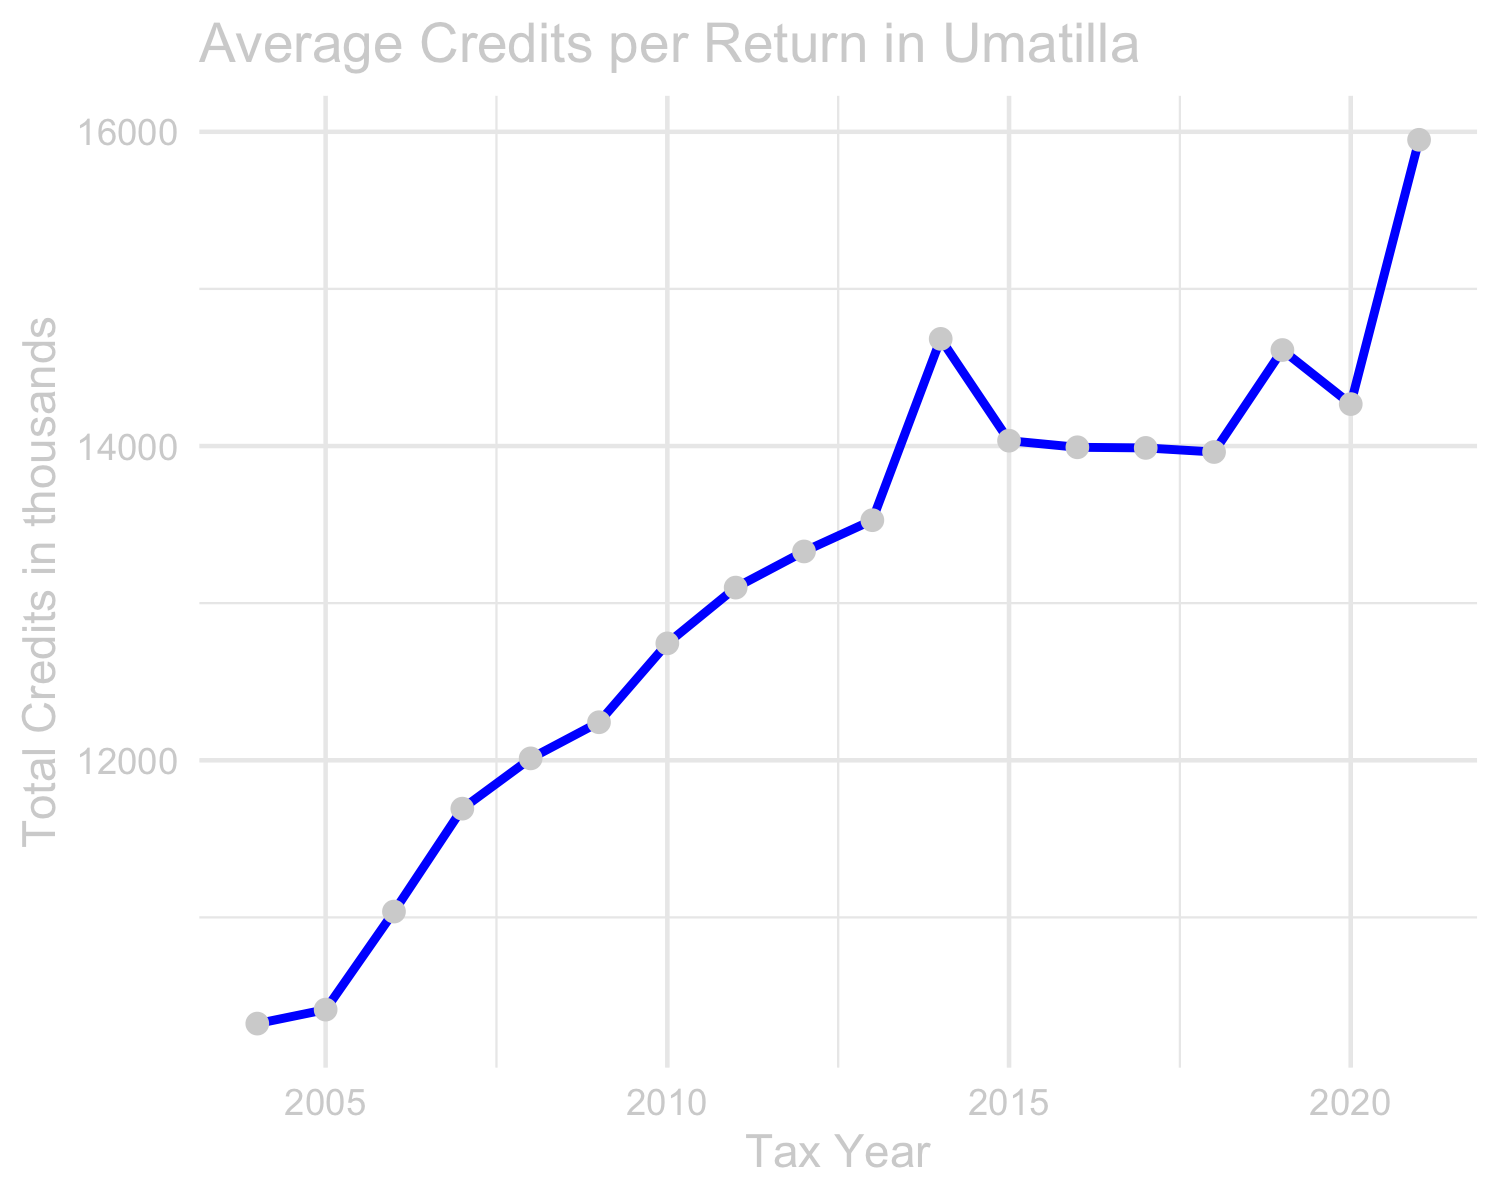 Average Credits per Return in Umatilla
Total Credits in thousands
16000
14000
12000
2005 2010 2015 2020
Tax Year